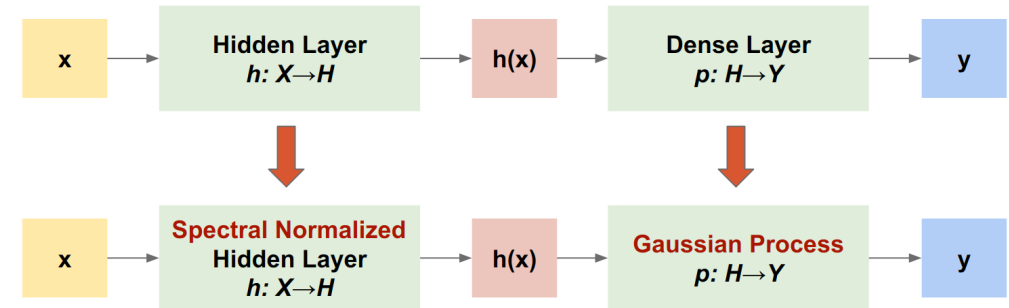 x
Hidden Layer
h: X→H
h(x)
Dense Layer
p: H→Y
y
x
Spectral Normalized
Hidden Layer
h: X→H
h(x)
Gaussian Process
p: H→Y
y